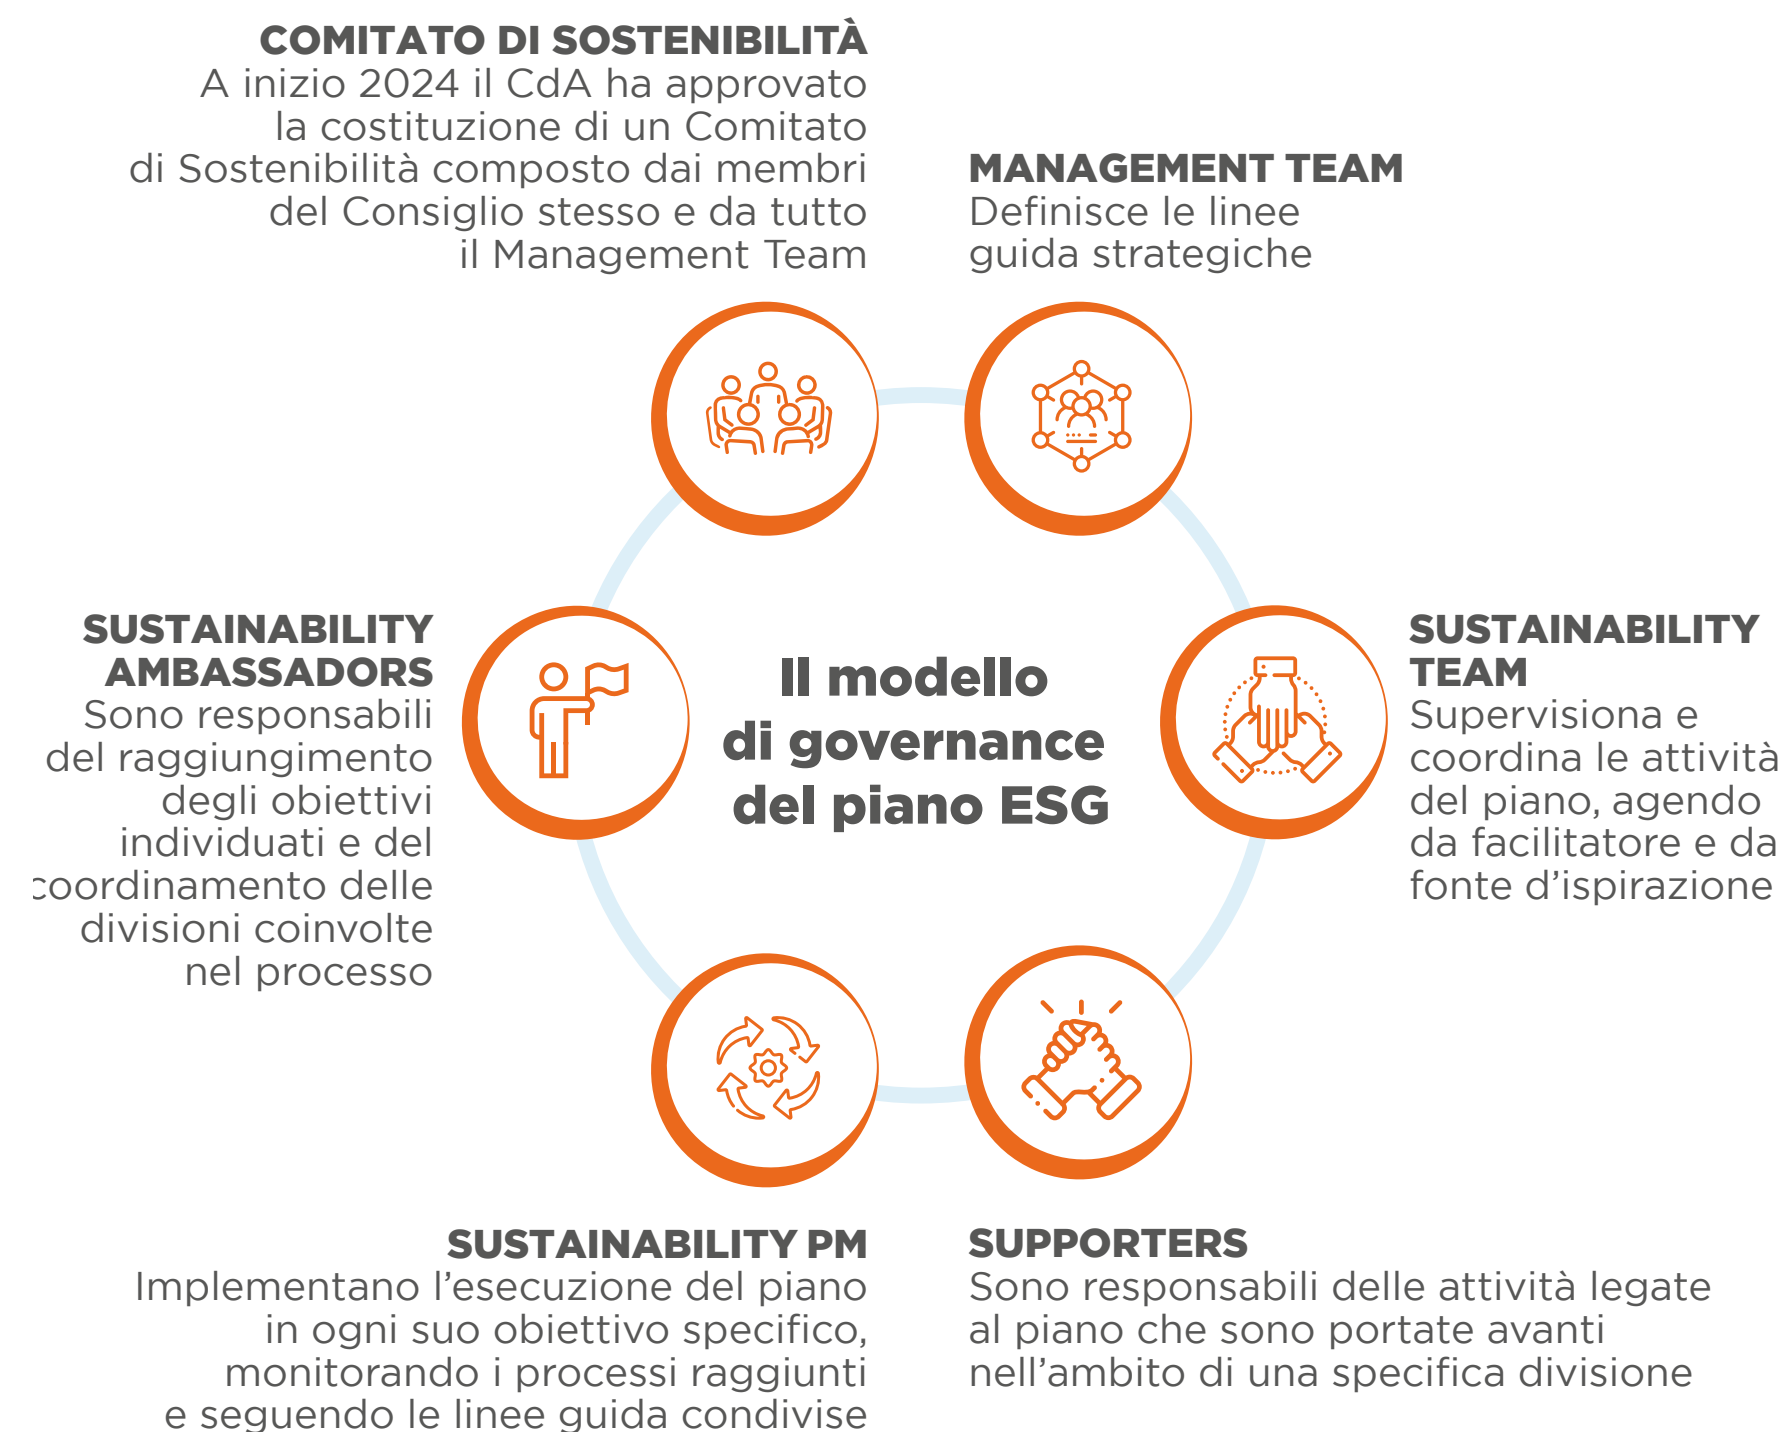 COMITATO DI SOSTENIBILITÀ
A inizio 2024 il CdA ha approvato
la costituzione di un Comitato
di Sostenibilità composto dai membri
del Consiglio stesso e da tutto
il Management Team
MANAGEMENT TEAM
Definisce le linee
guida strategiche
SUSTAINABILITY
AMBASSADORS
Sono responsabili
del raggiungimento
degli obiettivi
individuati e del
coordinamento delle
divisioni coinvolte
nel processo
Il modello
di governance
del piano ESG
SUSTAINABILITY
TEAM
Supervisiona e
coordina le attività
del piano, agendo
da facilitatore e da
fonte d’ispirazione
SUSTAINABILITY PM
Implementano l’esecuzione del piano
in ogni suo obiettivo specifico,
monitorando i processi raggiunti
e seguendo le linee guida condivise
SUPPORTERS
Sono responsabili delle attività legate
al piano che sono portate avanti
nell’ambito di una specifica divisione